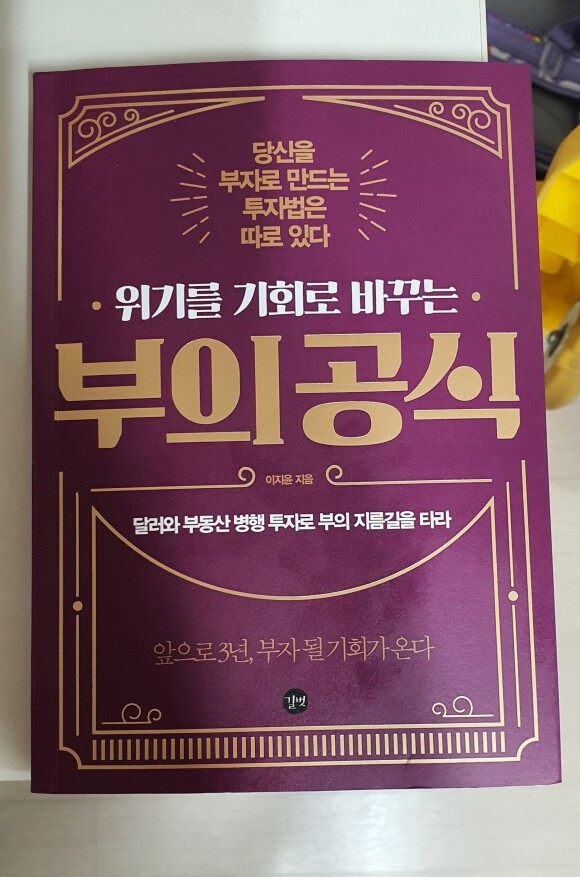 당신을
부자로 만드는
투자법은
따로 있다
위기를 기회로 바꾸는
부의 공식
이지윤 지음
달러와 부동산 병행 투자로 부의 지름길을 타라
앞으로 3년, 부자 될 기회가 온다
길벗